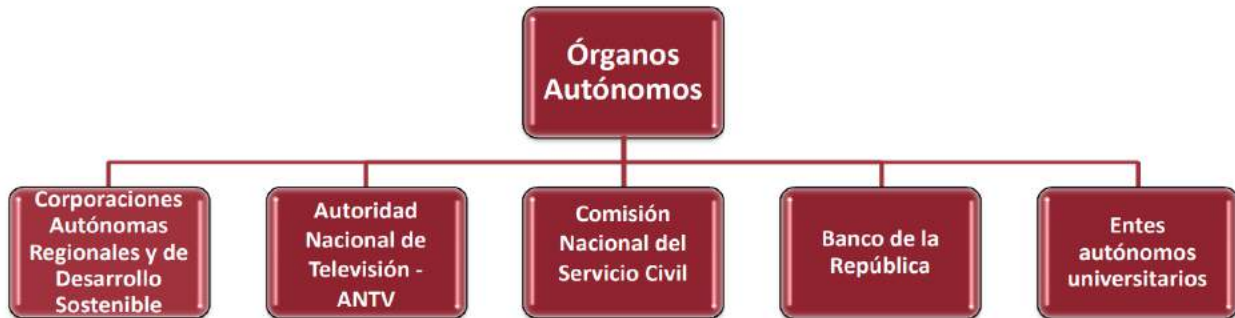 Órganos
Autónomos
Corporaciones
Autónomas
Regionales y de
Desarrollo
Sostenible
Autoridad
Nacional de
Televisión -
ANTV
Comisión
Nacional del
Servicio Civil
Banco de la
República
Entes
autónomos
universitarios